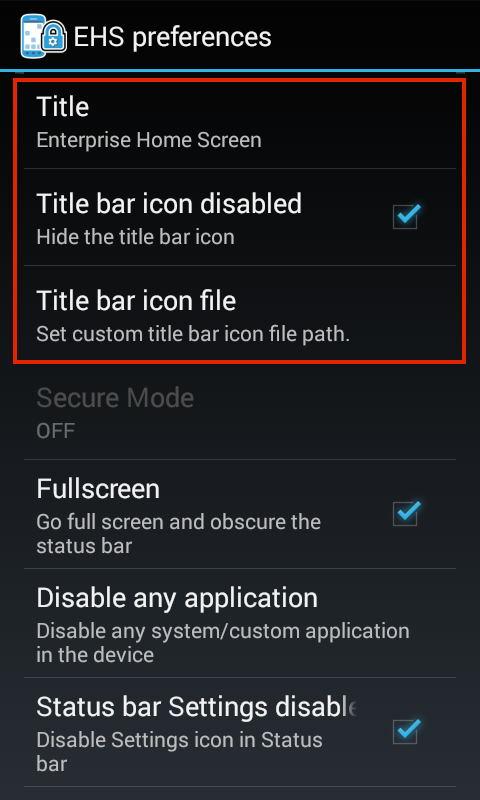 EHS preferences
Title
Enterprise Home Screen
Title bar icon disabled
Hide the title bar icon
Title bar icon file
Set custom title bar icon file path.
Secure Mode
OFF
Fullscreen
Go full screen and obscure the
status bar
Disable any application
Disable any system/custom application
in the device
Status bar Settings disable
Disable Settings icon in Status
bar